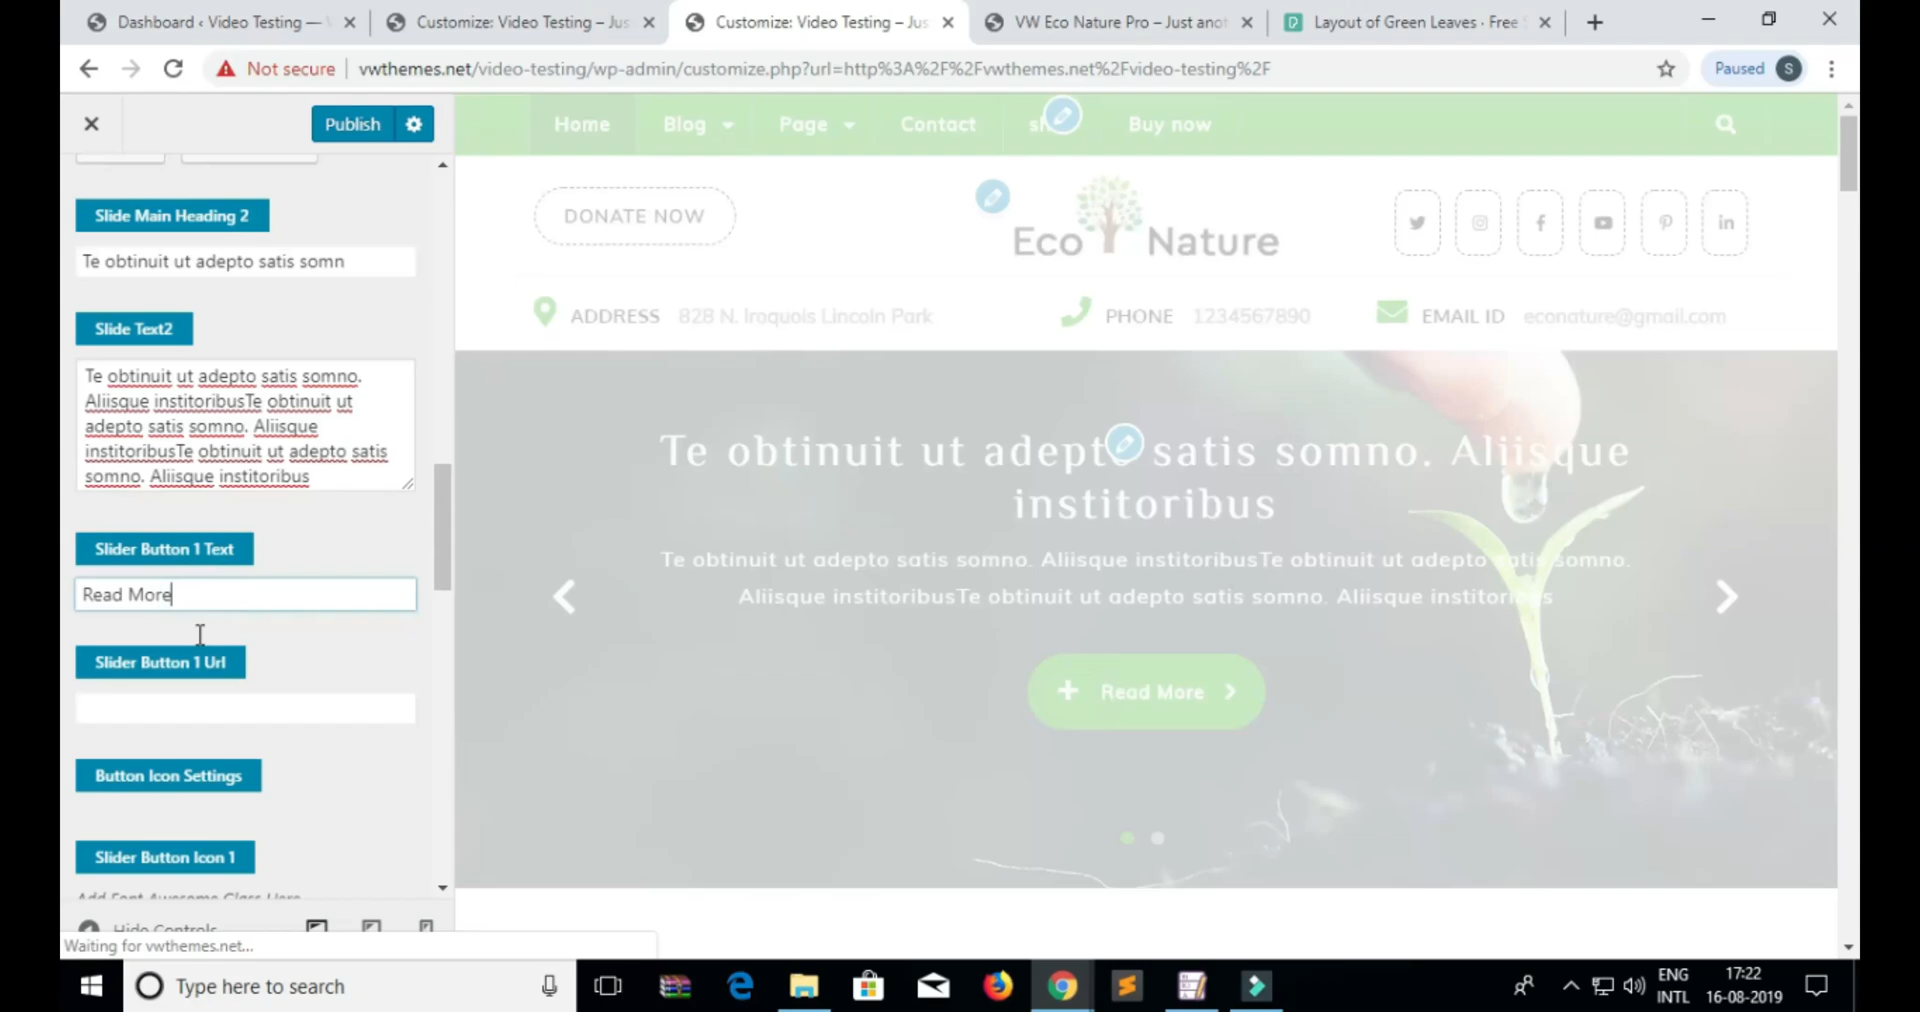 Dashboard ‹ Video Testing —
Customize: Video Testing – Jus
Customize: Video Testing – Jus
VW Eco Nature Pro – Just anot
Layout of Green Leaves · Free
Not secure
vwthemes.net/video-testing/wp-admin/customize.php?url=http%3A%2F%2Fvwthemes.net%2Fvideo-testing%2F
Paused
S
Publish
Slide Main Heading 2
Te obtinuit ut adepto satis somn
Slide Text2
Te obtinuit ut adepto satis somno.
Aliisque institoribusTe obtinuit ut
adepto satis somno. Aliisque
institoribusTe obtinuit ut adepto satis
somno. Aliisque institoribus
Slider Button 1 Text
Read More
Slider Button 1 Url
Button Icon Settings
Slider Button Icon 1
Add Font Awesome Class Here
Hide Controls
Waiting for vwthemes.net...
Home
Blog
Page
Contact
Buy now
DONATE NOW
Eco Nature
ADDRESS 828 N. Iroquois Lincoln Park
PHONE 1234567890
EMAIL ID econature@gmail.com
Te obtinuit ut adepto satis somno. Aliisque
institoribus
Te obtinuit ut adepto satis somno. Aliisque institoribusTe obtinuit ut adepto satis somno.
Aliisque institoribusTe obtinuit ut adepto satis somno. Aliisque institoribus
Read More
Type here to search
ENG
INTL
17:22
16-08-2019